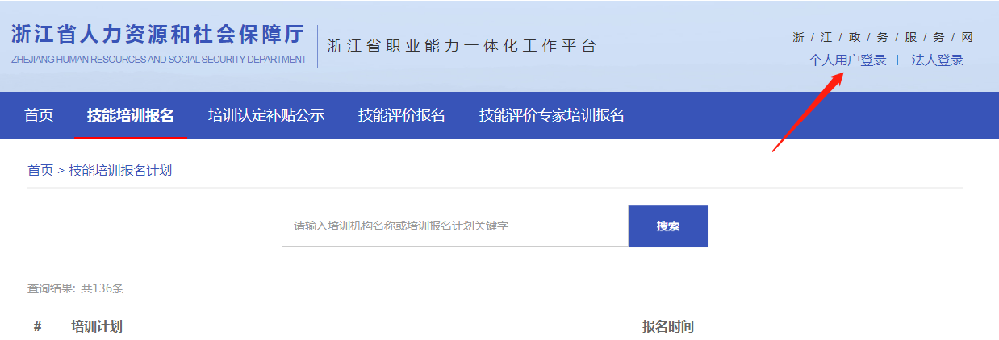 浙江省人力资源和社会保障厅
ZHEJIANG HUMAN RESOURCES AND SOCIAL SECURITY DEPARTMENT
浙江省职业能力一体化工作平台
浙 / 江 / 政 / 务 / 服 / 务 / 网
个人用户登录 | 法人登录
首页 技能培训报名 培训认定补贴公示 技能评价报名 技能评价专家培训报名
首页 > 技能培训报名计划
请输入培训机构名称或培训报名计划关键字 搜索
查询结果: 共136条
# 培训计划 报名时间